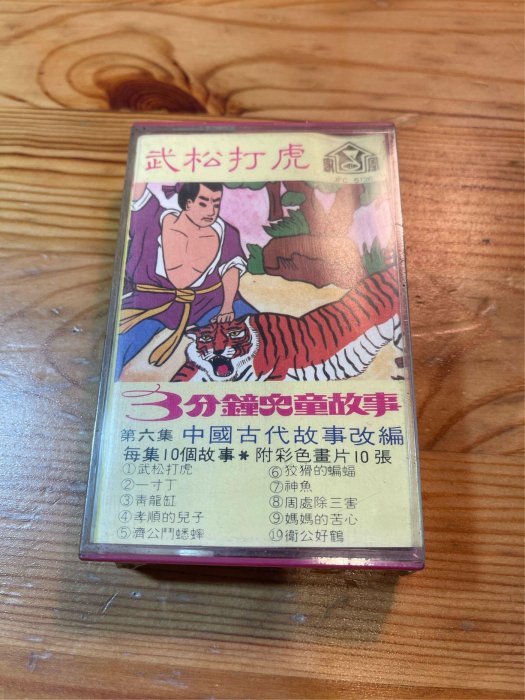 武松打虎
3分鐘兒童故事
第六集 中國古代故事改編
每集10個故事＊附彩色畫片10張
①武松打虎
②一寸丁
③青龍缸
④孝順的兒子
⑤濟公鬥蟋蟀
⑥狡猾的蝙蝠
⑦神魚
⑧周處除三害
⑨媽媽的苦心
⑩衛公好鶴